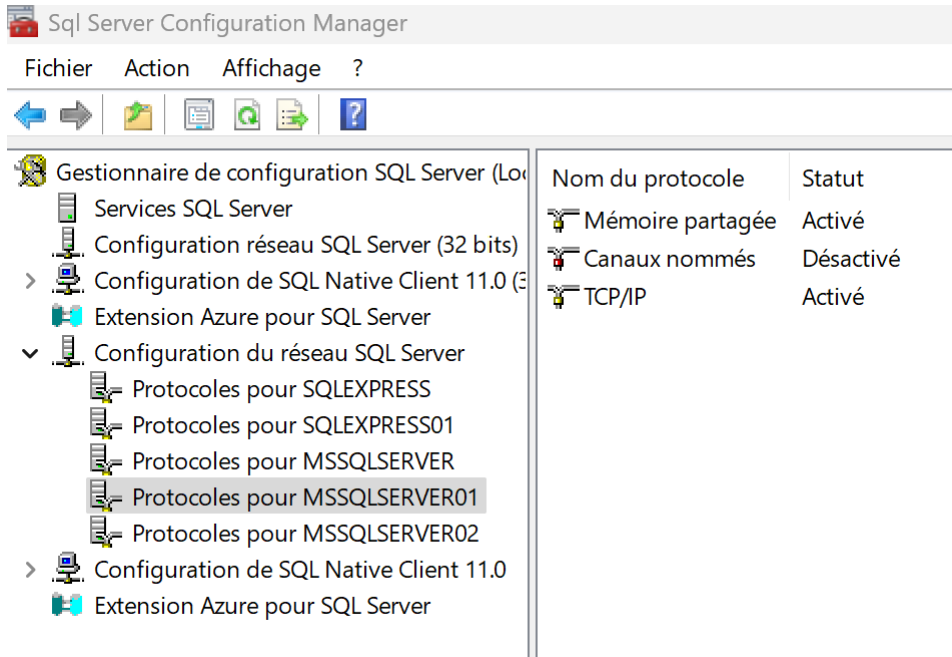 Sql Server Configuration Manager
Fichier Action Affichage ?
Gestionnaire de configuration SQL Server (Loc
Services SQL Server
Configuration réseau SQL Server (32 bits)
Configuration de SQL Native Client 11.0 (3
Extension Azure pour SQL Server
Configuration du réseau SQL Server
Protocoles pour SQLEXPRESS
Protocoles pour SQLEXPRESS01
Protocoles pour MSSQLSERVER
Protocoles pour MSSQLSERVER01
Protocoles pour MSSQLSERVER02
Configuration de SQL Native Client 11.0
Extension Azure pour SQL Server
Nom du protocole Statut
Mémoire partagée Activé
Canaux nommés Désactivé
TCP/IP Activé